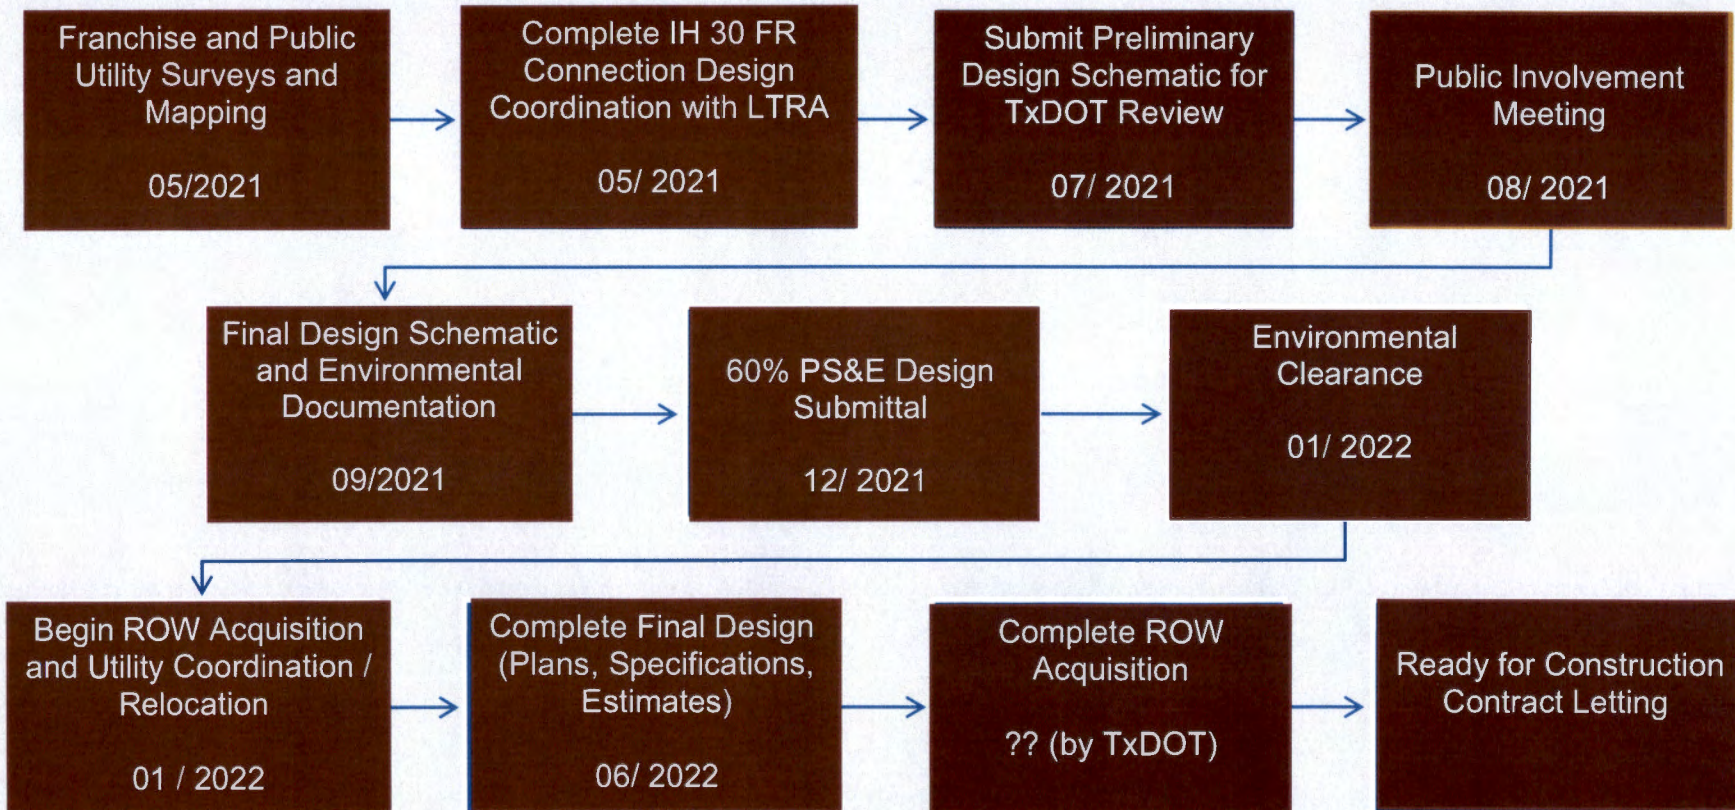 Franchise and Public
Utility Surveys and
Mapping
05/2021
Complete IH 30 FR
Connection Design
Coordination with LTRA
05/ 2021
Submit Preliminary
Design Schematic for
TxDOT Review
07/ 2021
Public Involvement
Meeting
08/ 2021
Final Design Schematic
and Environmental
Documentation
09/2021
60% PS&E Design
Submittal
12/ 2021
Environmental
Clearance
01/ 2022
Begin ROW Acquisition
and Utility Coordination /
Relocation
01 / 2022
Complete Final Design
(Plans, Specifications,
Estimates)
06/ 2022
Complete ROW
Acquisition
?? (by TxDOT)
Ready for Construction
Contract Letting